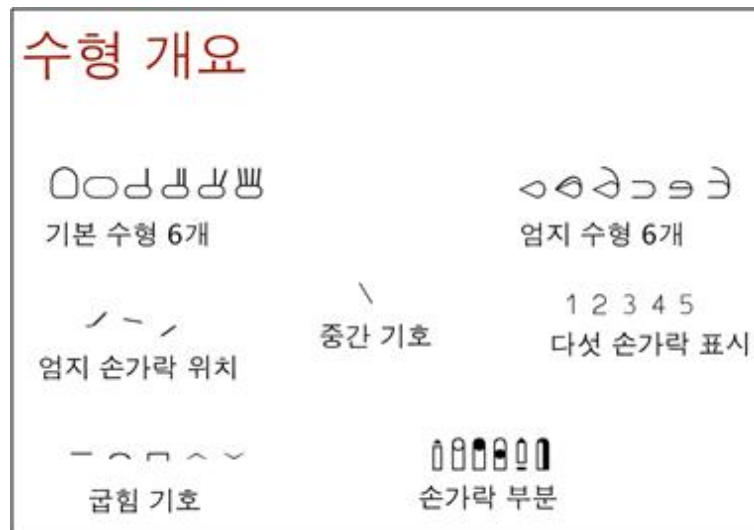 수형 개요
기본 수형 6개
엄지 수형 6개
엄지 손가락 위치
중간 기호
1 2 3 4 5
다섯 손가락 표시
굽힘 기호
손가락 부분